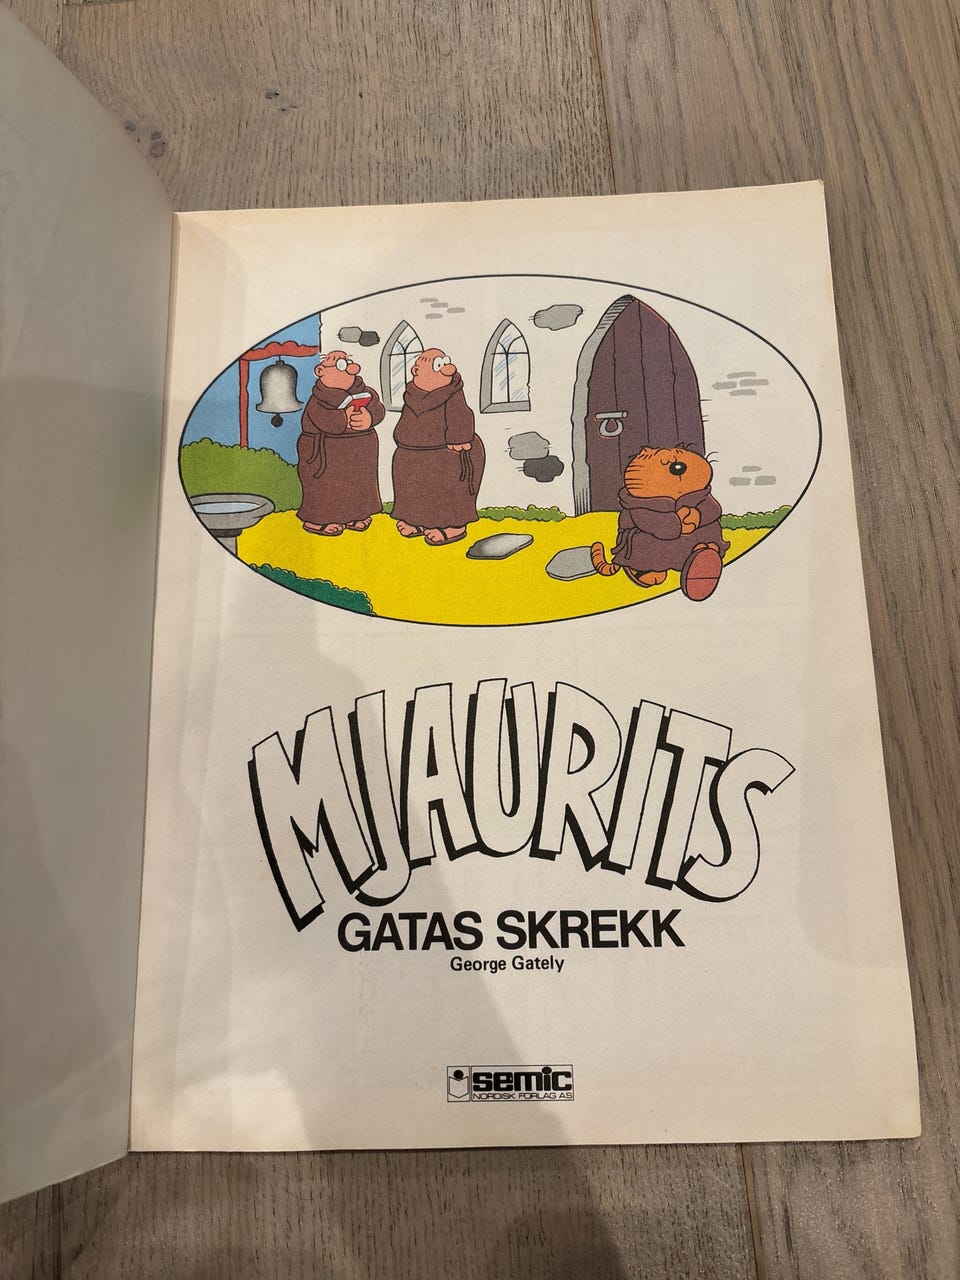 MJAURITS
GATAS SKREKK
George Gately
semic
NORDISK FORLAG AS